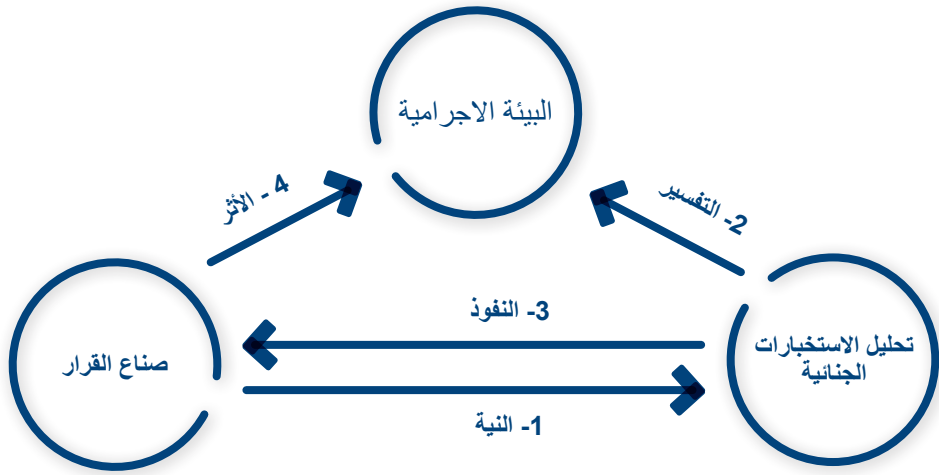 البيئة الاجرامية
4 - الأثر
2- التفسير
3- النفوذ
صناع القرار
تحليل الاستخبارات
الجنائية
1- النية